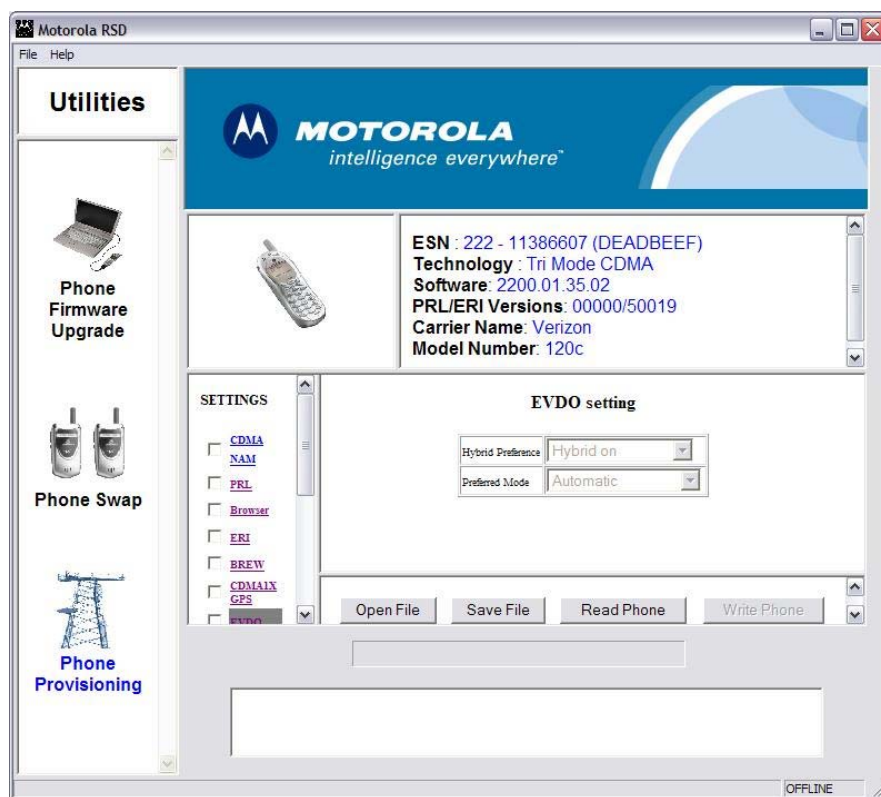 Motorola RSD
File Help
Utilities
MOTOROLA
intelligence everywhere™
Phone
Firmware
Upgrade
Phone Swap
Phone
Provisioning
ESN : 222 - 11386607 (DEADBEEF)
Technology : Tri Mode CDMA
Software: 2200.01.35.02
PRL/ERI Versions: 00000/50019
Carrier Name: Verizon
Model Number: 120c
SETTINGS
CDMA
NAM
PRL
Browser
ERI
BREW
CDMA1X
GPS
EVDO
EVDO setting
Hybrid Preference Hybrid on
Preferred Mode Automatic
Open File Save File Read Phone Write Phone
OFFLINE